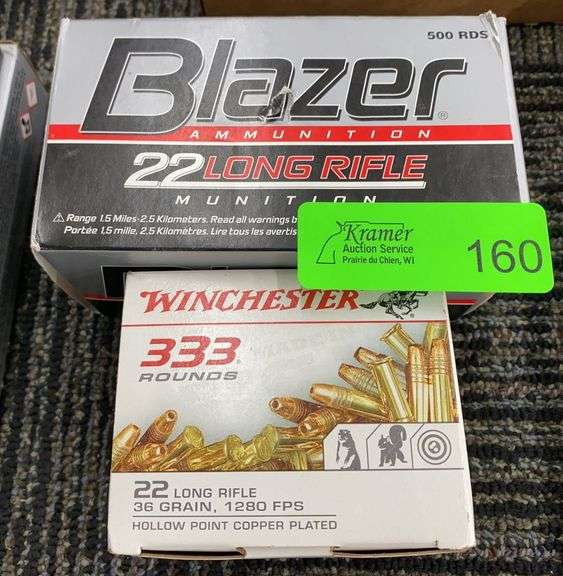 500 RDS
Blazer®
AMMUNITION
22 LONG RIFLE
MUNITION
⚠ Range 1.5 Miles-2.5 Kilometers. Read all warnings b
Portée 1.5 mille, 2.5 Kilomètres. Lire tous les avertis
Kramer
Auction Service
Prairie du Chien, WI
160
WINCHESTER
333
ROUNDS
22 LONG RIFLE
36 GRAIN, 1280 FPS
HOLLOW POINT COPPER PLATED